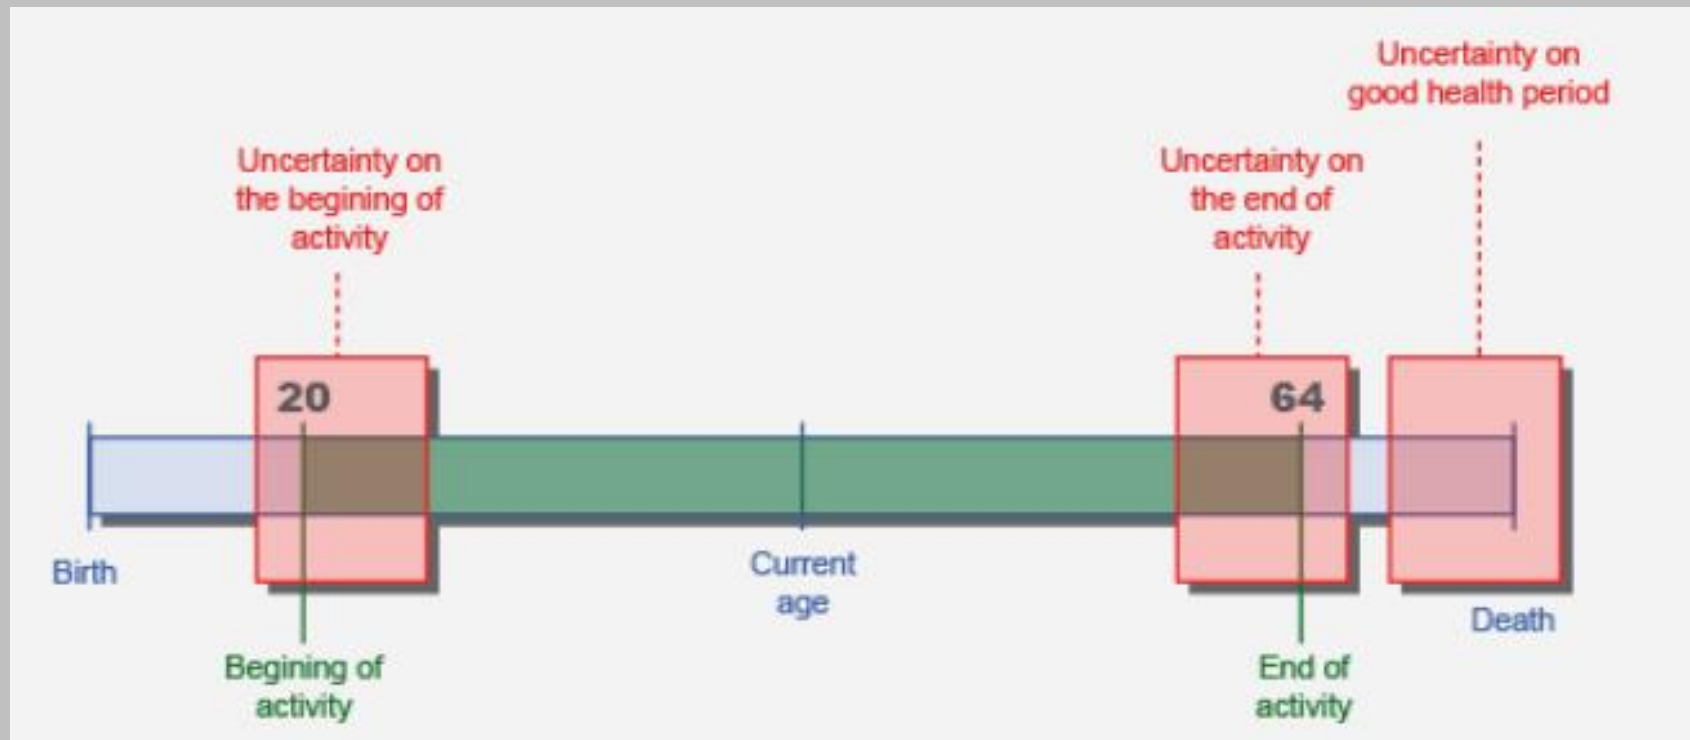 Uncertainty on
good health period
Uncertainty on
the begining of
activity
Uncertainty on
the end of
activity
20
64
Birth
Current
age
Death
Begining of
activity
End of
activity